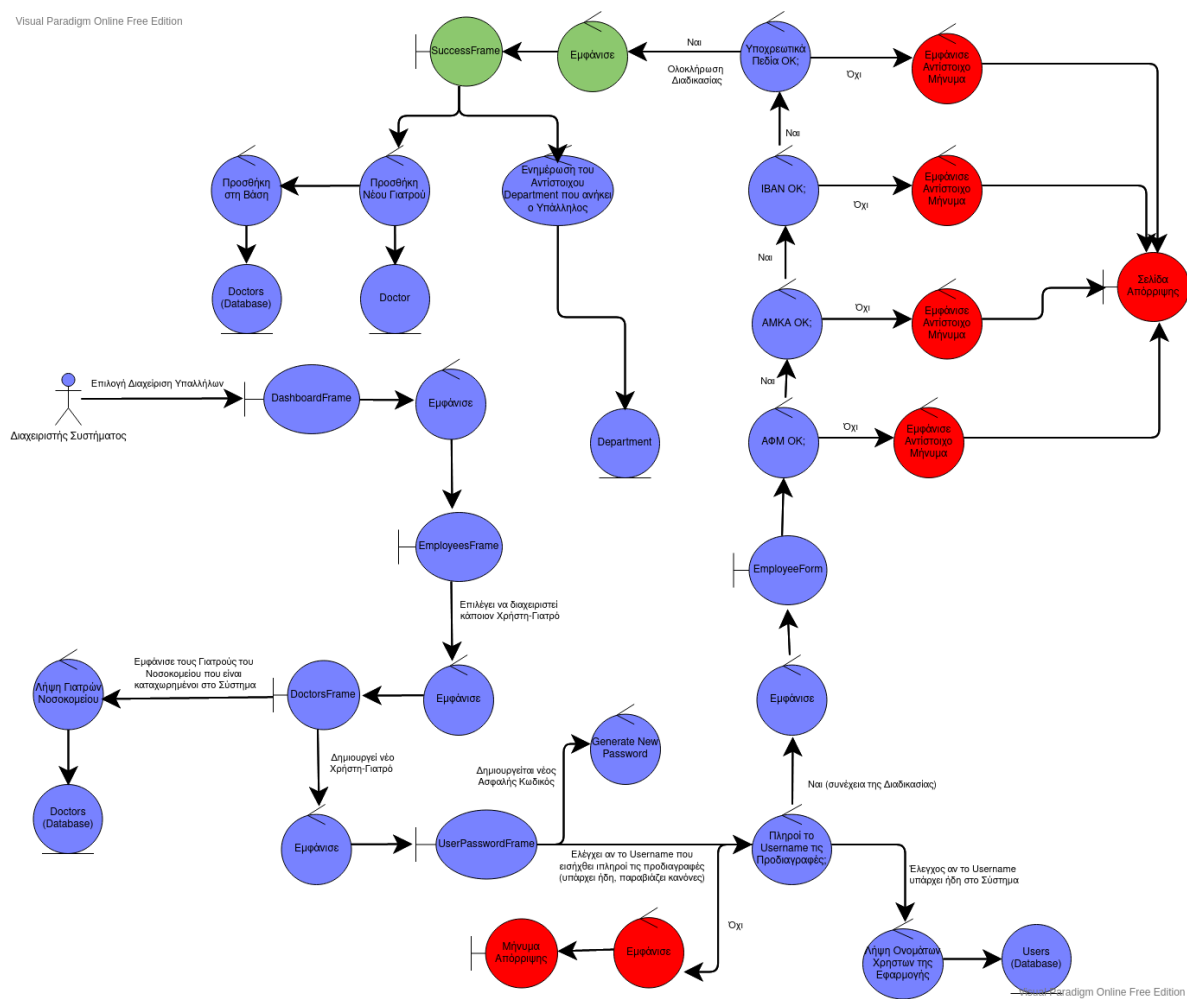 Visual Paradigm Online Free Edition
SuccessFrame
Εμφάνισε
Ναι
Ολοκλήρωση
Διαδικασίας
Υποχρεωτικά
Πεδία ΟΚ;
Όχι
Εμφάνισε
Αντίστοιχο
Μήνυμα
Ναι
Προσθήκη
στη Βάση
Προσθήκη
Νέου Γιατρού
Ενημέρωση του
Αντίστοιχου
Department που ανήκει
ο Υπάλληλος
IBAN OK;
Όχι
Εμφάνισε
Αντίστοιχο
Μήνυμα
Ναι
Doctors
(Database)
Doctor
ΑΜΚΑ ΟΚ;
Όχι
Εμφάνισε
Αντίστοιχο
Μήνυμα
Σελίδα
Απόρριψης
Ναι
Διαχειριστής Συστήματος
Επιλογή Διαχείριση Υπαλλήλων
DashboardFrame
Εμφάνισε
Department
ΑΦΜ ΟΚ;
Όχι
Εμφάνισε
Αντίστοιχο
Μήνυμα
EmployeesFrame
EmployeeForm
Επιλέγει να διαχειριστεί
κάποιον Χρήστη-Γιατρό
Λήψη Γιατρών
Νοσοκομείου
Εμφάνισε τους Γιατρούς του
Νοσοκομείου που είναι
καταχωρημένοι στο Σύστημα
DoctorsFrame
Εμφάνισε
Εμφάνισε
Generate New
Password
Δημιουργεί νέο
Χρήστη-Γιατρό
Δημιουργείται νέος
Ασφαλής Κωδικός
Ναι (συνέχεια της Διαδικασίας)
Doctors
(Database)
Εμφάνισε
UserPasswordFrame
Ελέγχει αν το Username που
εισήχθει ιπληροί τις προδιαγραφές
(υπάρχει ήδη, παραβιάζει κανόνες)
Πληροί το
Username τις
Προδιαγραφές;
Έλεγχος αν το Username
υπάρχει ήδη στο Σύστημα
Όχι
Μήνυμα
Απόρριψης
Εμφάνισε
Λήψη Ονομάτων
Χρηστων της
Εφαρμογής
Users
(Database)
Visual Paradigm Online Free Edition